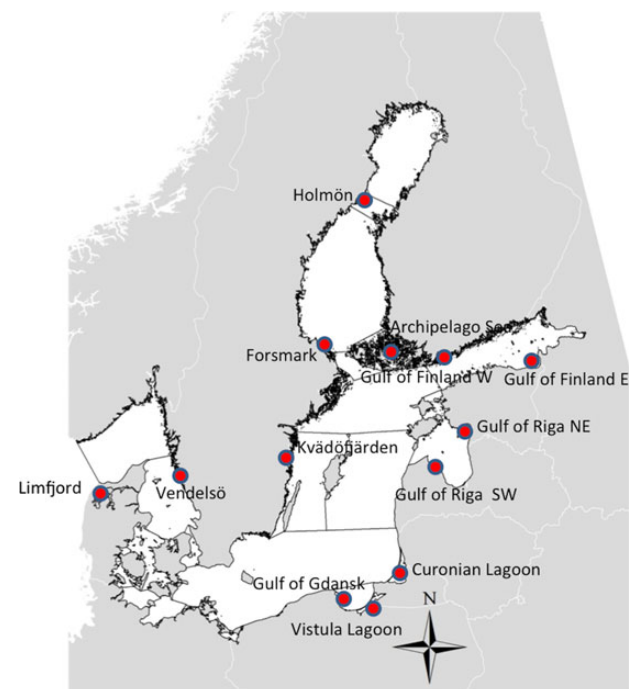 Holmön
Archipelago Sea
Forsmark
Gulf of Finland W
Gulf of Finland E
Gulf of Riga NE
Kvädöfjärden
Limfjord
Vendelsö
Gulf of Riga SW
Curonian Lagoon
Gulf of Gdansk
N
Vistula Lagoon